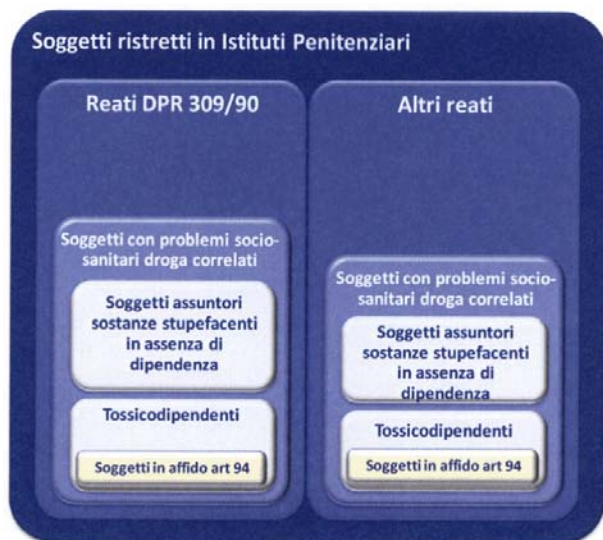 Soggetti ristretti in Istituti Penitenziari
Reati DPR 309/90
Soggetti con problemi socio-
sanitari droga correlati
Soggetti assuntori
sostanze stupefacenti
in assenza di
dipendenza
Tossicodipendenti
Soggetti in affido art 94
Altri reati
Soggetti con problemi socio-
sanitari droga correlati
Soggetti assuntori
sostanze stupefacenti
in assenza di
dipendenza
Tossicodipendenti
Soggetti in affido art 94